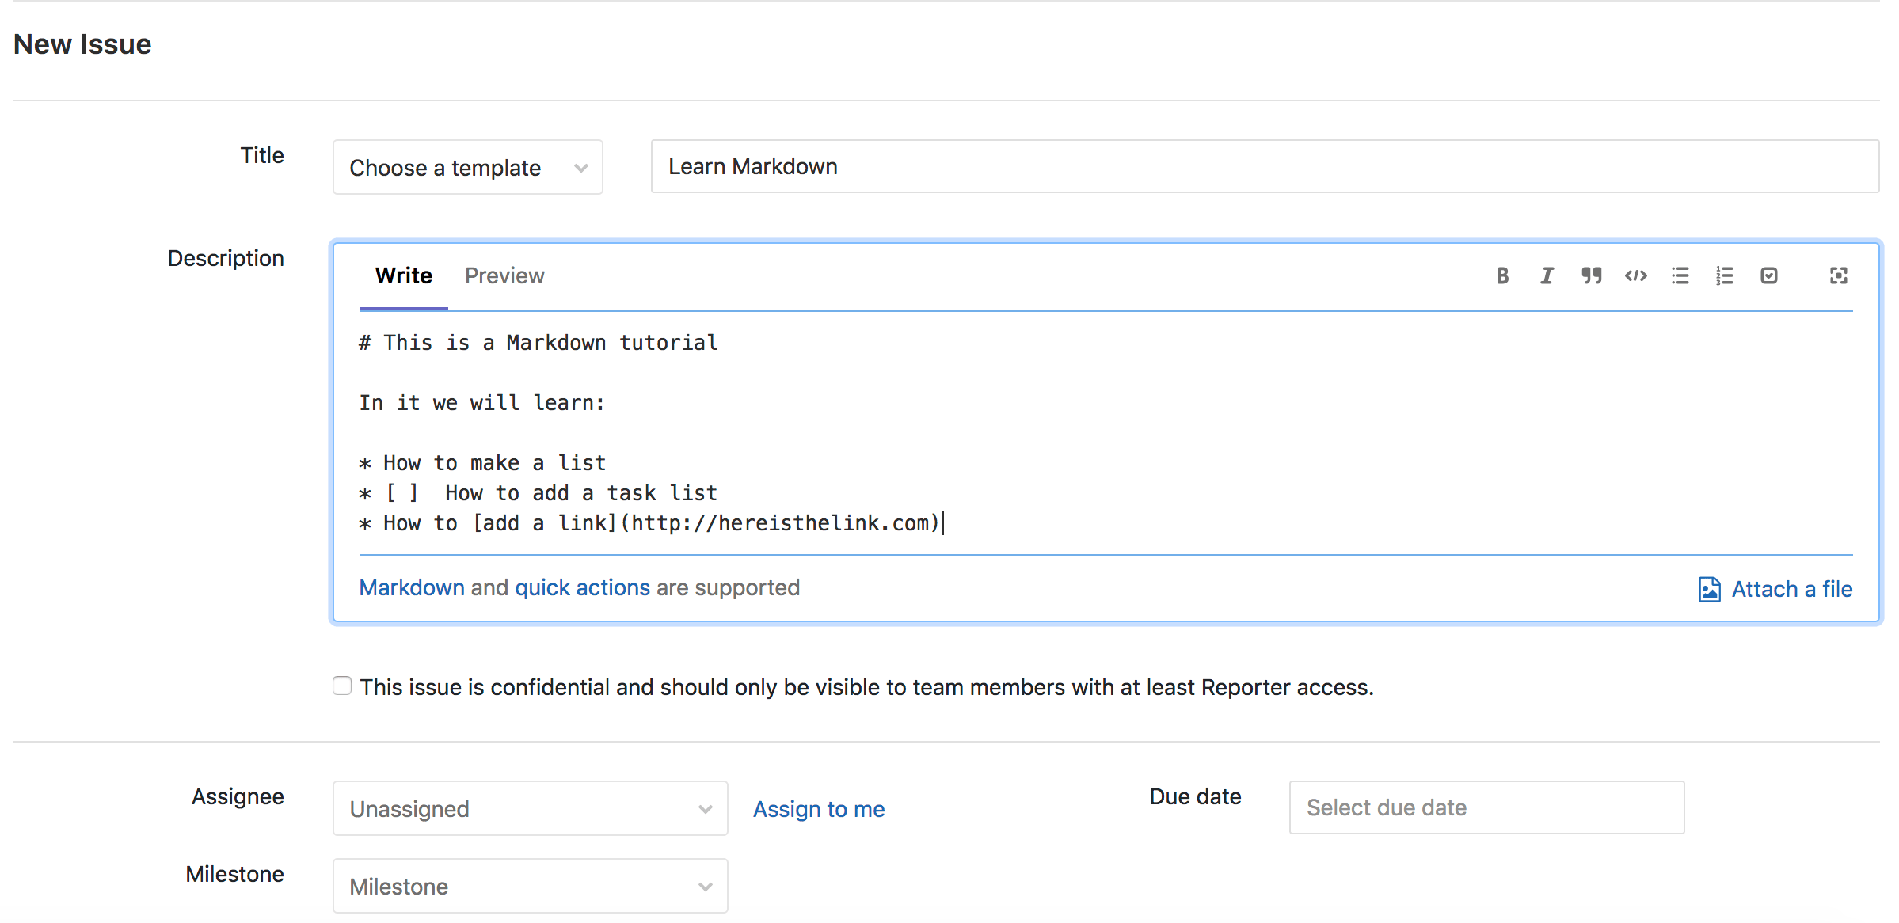 New Issue
Title
Choose a template
Learn Markdown
Description
Write Preview
# This is a Markdown tutorial
In it we will learn:
* How to make a list
* [ ]  How to add a task list
* How to [add a link](http://hereisthelink.com)
Markdown and quick actions are supported
Attach a file
This issue is confidential and should only be visible to team members with at least Reporter access.
Assignee
Unassigned
Assign to me
Due date
Select due date
Milestone
Milestone